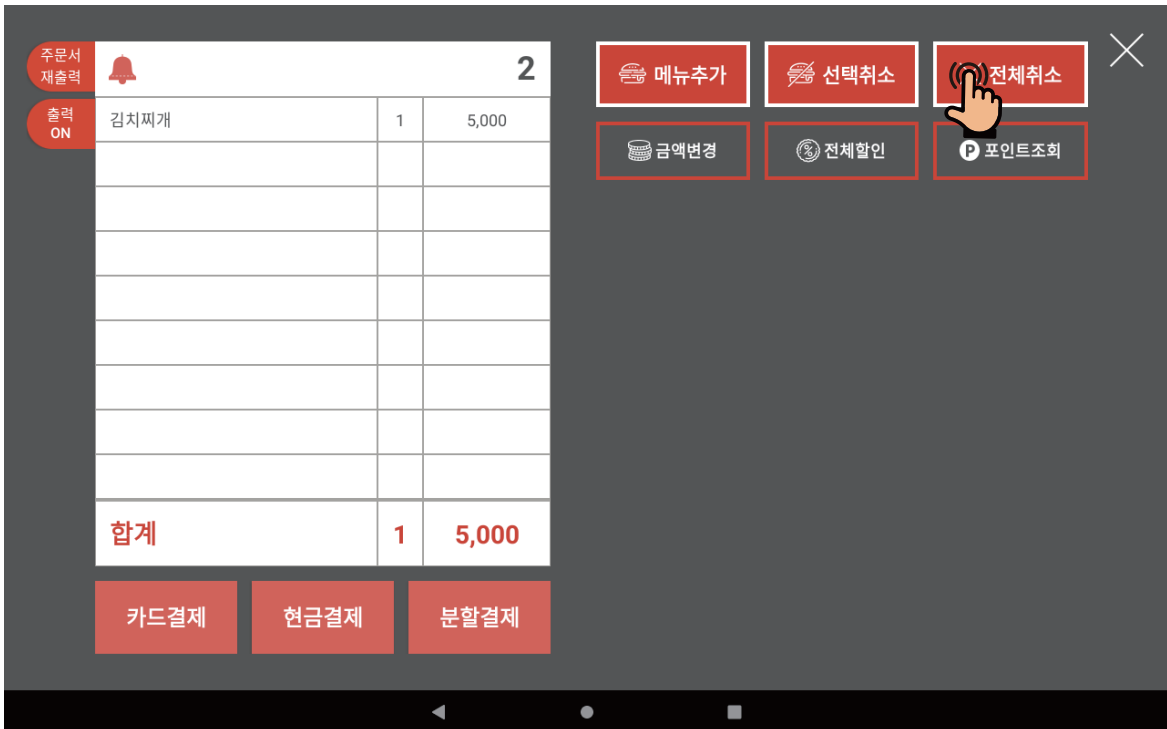 주문서
재출력
출력
ON
2
김치찌개 1 5,000
합계 1 5,000
카드결제 현금결제 분할결제
메뉴추가 선택취소 전체취소
금액변경 전체할인 P 포인트조회